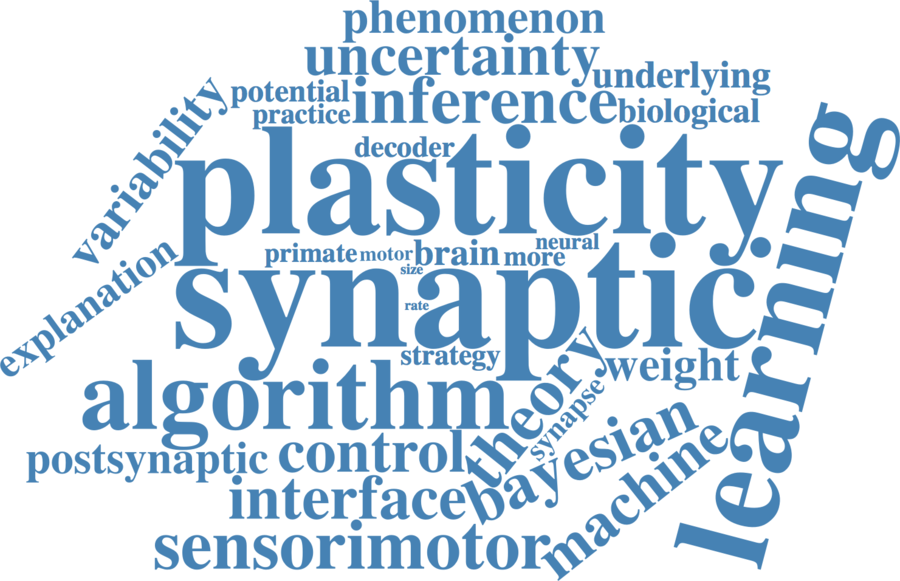 phenomenon
uncertainty
underlying
potential
inference
biological
practice
variability
decoder
plasticity
learning
primate
motor
brain
more
neural
size
synaptic
explanation
rate
strategy
theory
weight
algorithm
synapse
bayesian
machine
postsynaptic
control
interface
sensorimotor